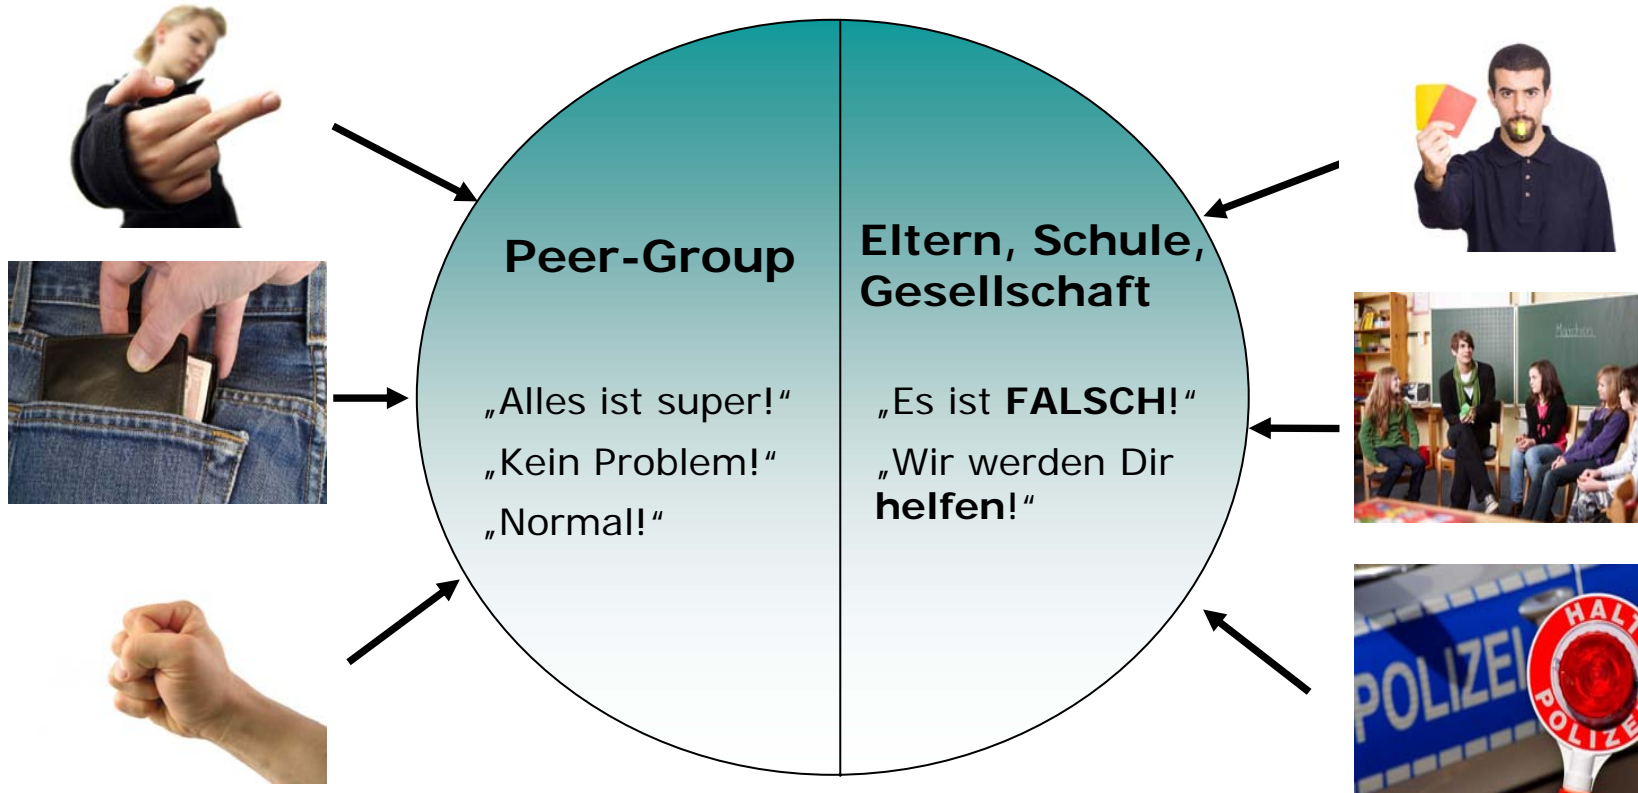 Peer-Group
„Alles ist super!“
„Kein Problem!“
„Normal!“
Eltern, Schule,
Gesellschaft
„Es ist FALSCH!“
„Wir werden Dir
helfen!“
Märchen
POLIZEI
HALT
POLIZEI